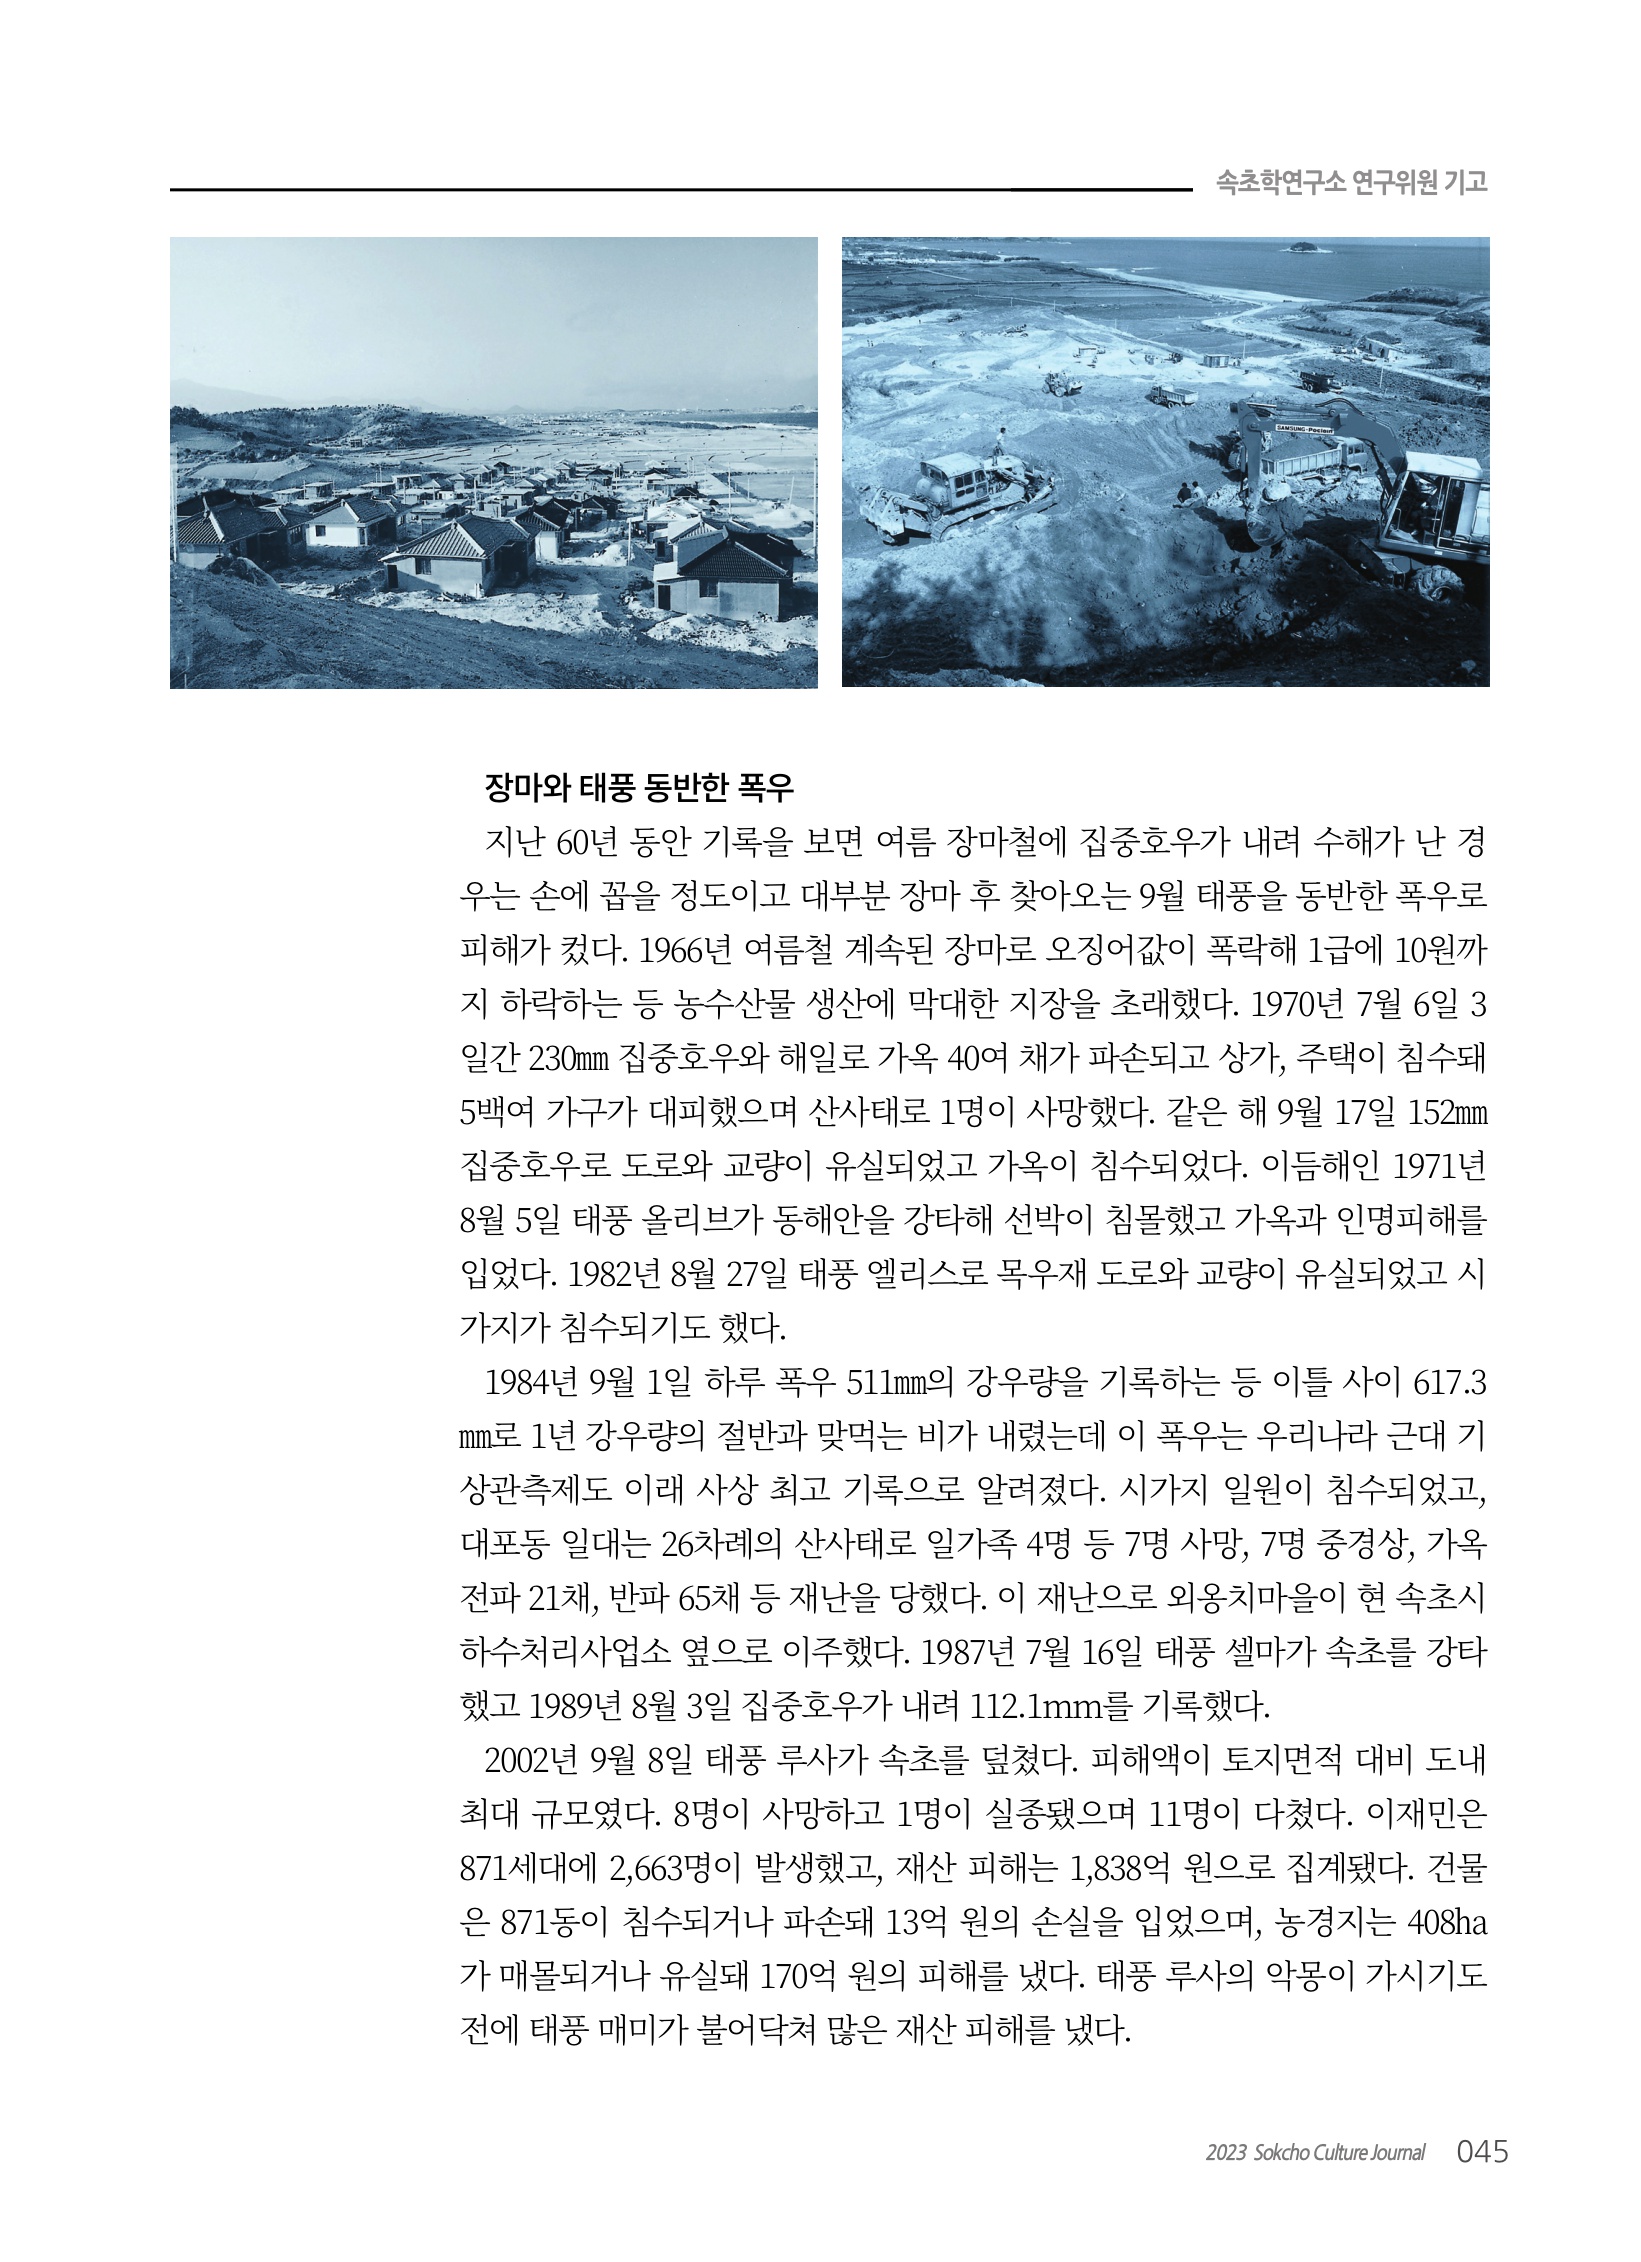 속초학연구소 연구위원 기고
SAMSUNG-Poclain
장마와 태풍 동반한 폭우
지난 60년 동안 기록을 보면 여름 장마철에 집중호우가 내려 수해가 난 경
우는 손에 꼽을 정도이고 대부분 장마 후 찾아오는 9월 태풍을 동반한 폭우로
피해가 컸다. 1966년 여름철 계속된 장마로 오징어값이 폭락해 1급에 10원까
지 하락하는 등 농수산물 생산에 막대한 지장을 초래했다. 1970년 7월 6일 3
일간 230㎜ 집중호우와 해일로 가옥 40여 채가 파손되고 상가, 주택이 침수돼
5백여 가구가 대피했으며 산사태로 1명이 사망했다. 같은 해 9월 17일 152㎜
집중호우로 도로와 교량이 유실되었고 가옥이 침수되었다. 이듬해인 1971년
8월 5일 태풍 올리브가 동해안을 강타해 선박이 침몰했고 가옥과 인명피해를
입었다. 1982년 8월 27일 태풍 엘리스로 목우재 도로와 교량이 유실되었고 시
가지가 침수되기도 했다.
1984년 9월 1일 하루 폭우 511㎜의 강우량을 기록하는 등 이틀 사이 617.3
㎜로 1년 강우량의 절반과 맞먹는 비가 내렸는데 이 폭우는 우리나라 근대 기
상관측제도 이래 사상 최고 기록으로 알려졌다. 시가지 일원이 침수되었고,
대포동 일대는 26차례의 산사태로 일가족 4명 등 7명 사망, 7명 중경상, 가옥
전파 21채, 반파 65채 등 재난을 당했다. 이 재난으로 외옹치마을이 현 속초시
하수처리사업소 옆으로 이주했다. 1987년 7월 16일 태풍 셀마가 속초를 강타
했고 1989년 8월 3일 집중호우가 내려 112.1mm를 기록했다.
2002년 9월 8일 태풍 루사가 속초를 덮쳤다. 피해액이 토지면적 대비 도내
최대 규모였다. 8명이 사망하고 1명이 실종됐으며 11명이 다쳤다. 이재민은
871세대에 2,663명이 발생했고, 재산 피해는 1,838억 원으로 집계됐다. 건물
은 871동이 침수되거나 파손돼 13억 원의 손실을 입었으며, 농경지는 408ha
가 매몰되거나 유실돼 170억 원의 피해를 냈다. 태풍 루사의 악몽이 가시기도
전에 태풍 매미가 불어닥쳐 많은 재산 피해를 냈다.
2023 Sokcho Culture Journal 045